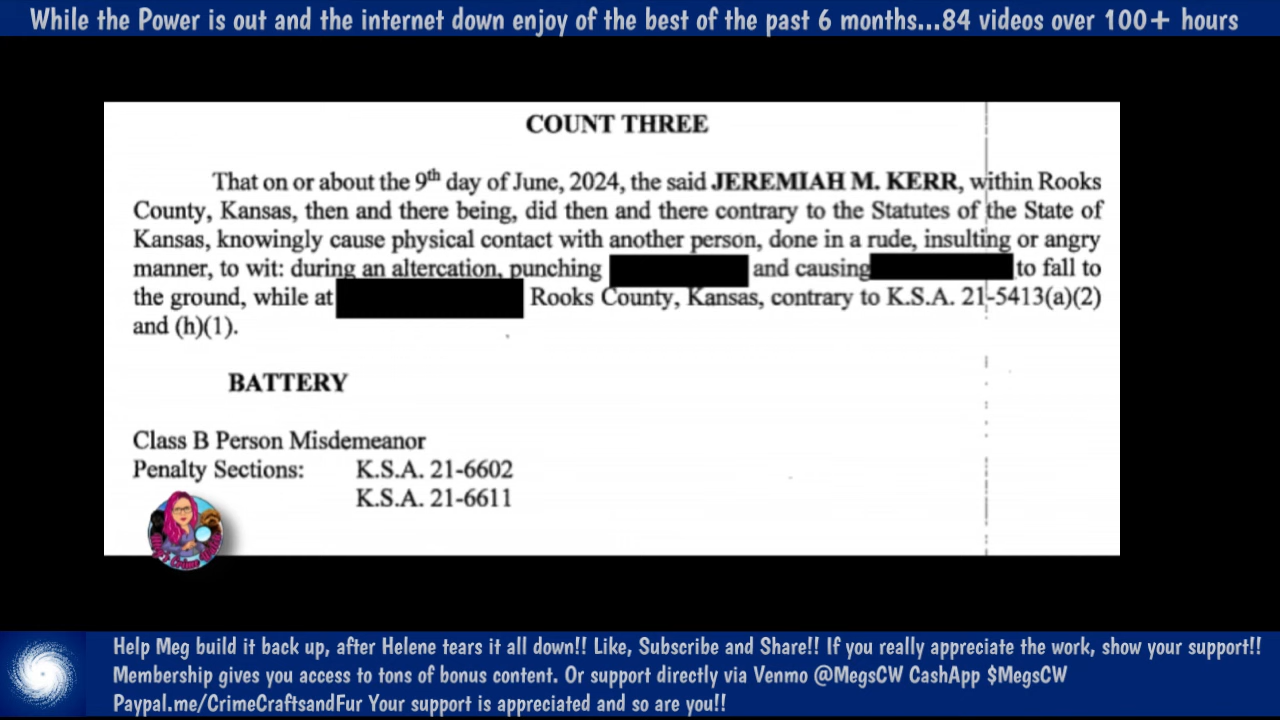 While the Power is out and the internet down enjoy of the best of the past 6 months...84 videos over 100+ hours
COUNT THREE
That on or about the 9th day of June, 2024, the said JEREMIAH M. KERR, within Rooks
County, Kansas, then and there being, did then and there contrary to the Statutes of the State of
Kansas, knowingly cause physical contact with another person, done in a rude, insulting or angry
manner, to wit: during an altercation, punching and causing to fall to
the ground, while at Rooks County, Kansas, contrary to K.S.A. 21-5413(a)(2)
and (h)(1).
BATTERY
Class B Person Misdemeanor
Penalty Sections: K.S.A. 21-6602
K.S.A. 21-6611
Help Meg build it back up, after Helene tears it all down!! Like, Subscribe and Share!! If you really appreciate the work, show your support!!
Membership gives you access to tons of bonus content. Or support directly via Venmo @MegsCW CashApp $MegsCW
Paypal.me/CrimeCraftsandFur Your support is appreciated and so are you!!